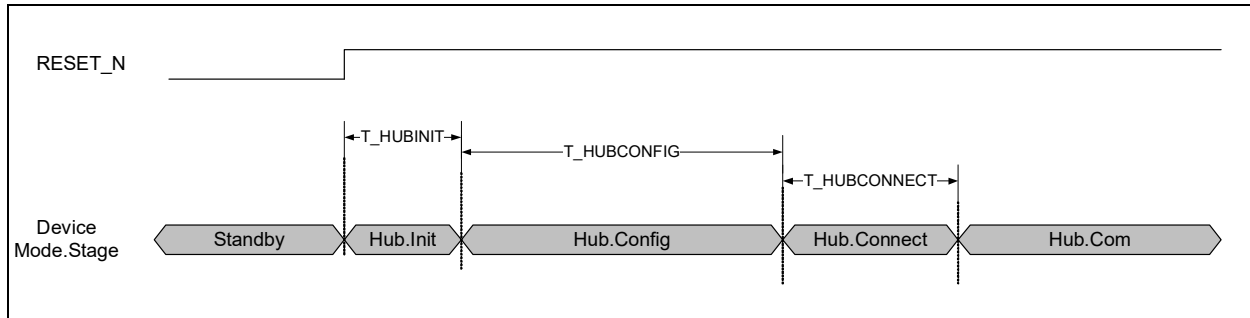 RESET_N
T_HUBINIT
T_HUBCONFIG
T_HUBCONNECT
Device
Mode.Stage
Standby
Hub.Init
Hub.Config
Hub.Connect
Hub.Com